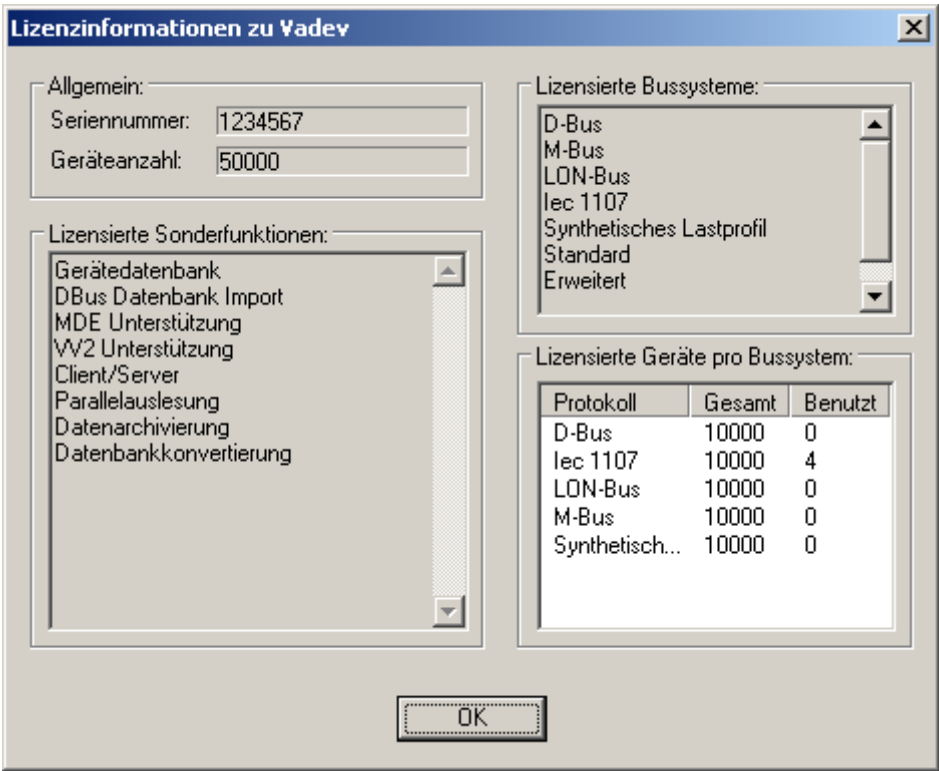 Lizenzinformationen zu Vadev
Allgemein:
Seriennummer: 1234567
Geräteanzahl: 50000
Lizensierte Sonderfunktionen:
Gerätedatenbank
DBus Datenbank Import
MDE Unterstützung
VV2 Unterstützung
Client/Server
Parallelauslesung
Datenarchivierung
Datenbankkonvertierung
Lizensierte Bussysteme:
D-Bus
M-Bus
LON-Bus
Iec 1107
Synthetisches Lastprofil
Standard
Erweitert
Lizensierte Geräte pro Bussystem:
Protokoll Gesamt Benutzt
D-Bus 10000 0
Iec 1107 10000 4
LON-Bus 10000 0
M-Bus 10000 0
Synthetisch... 10000 0
OK